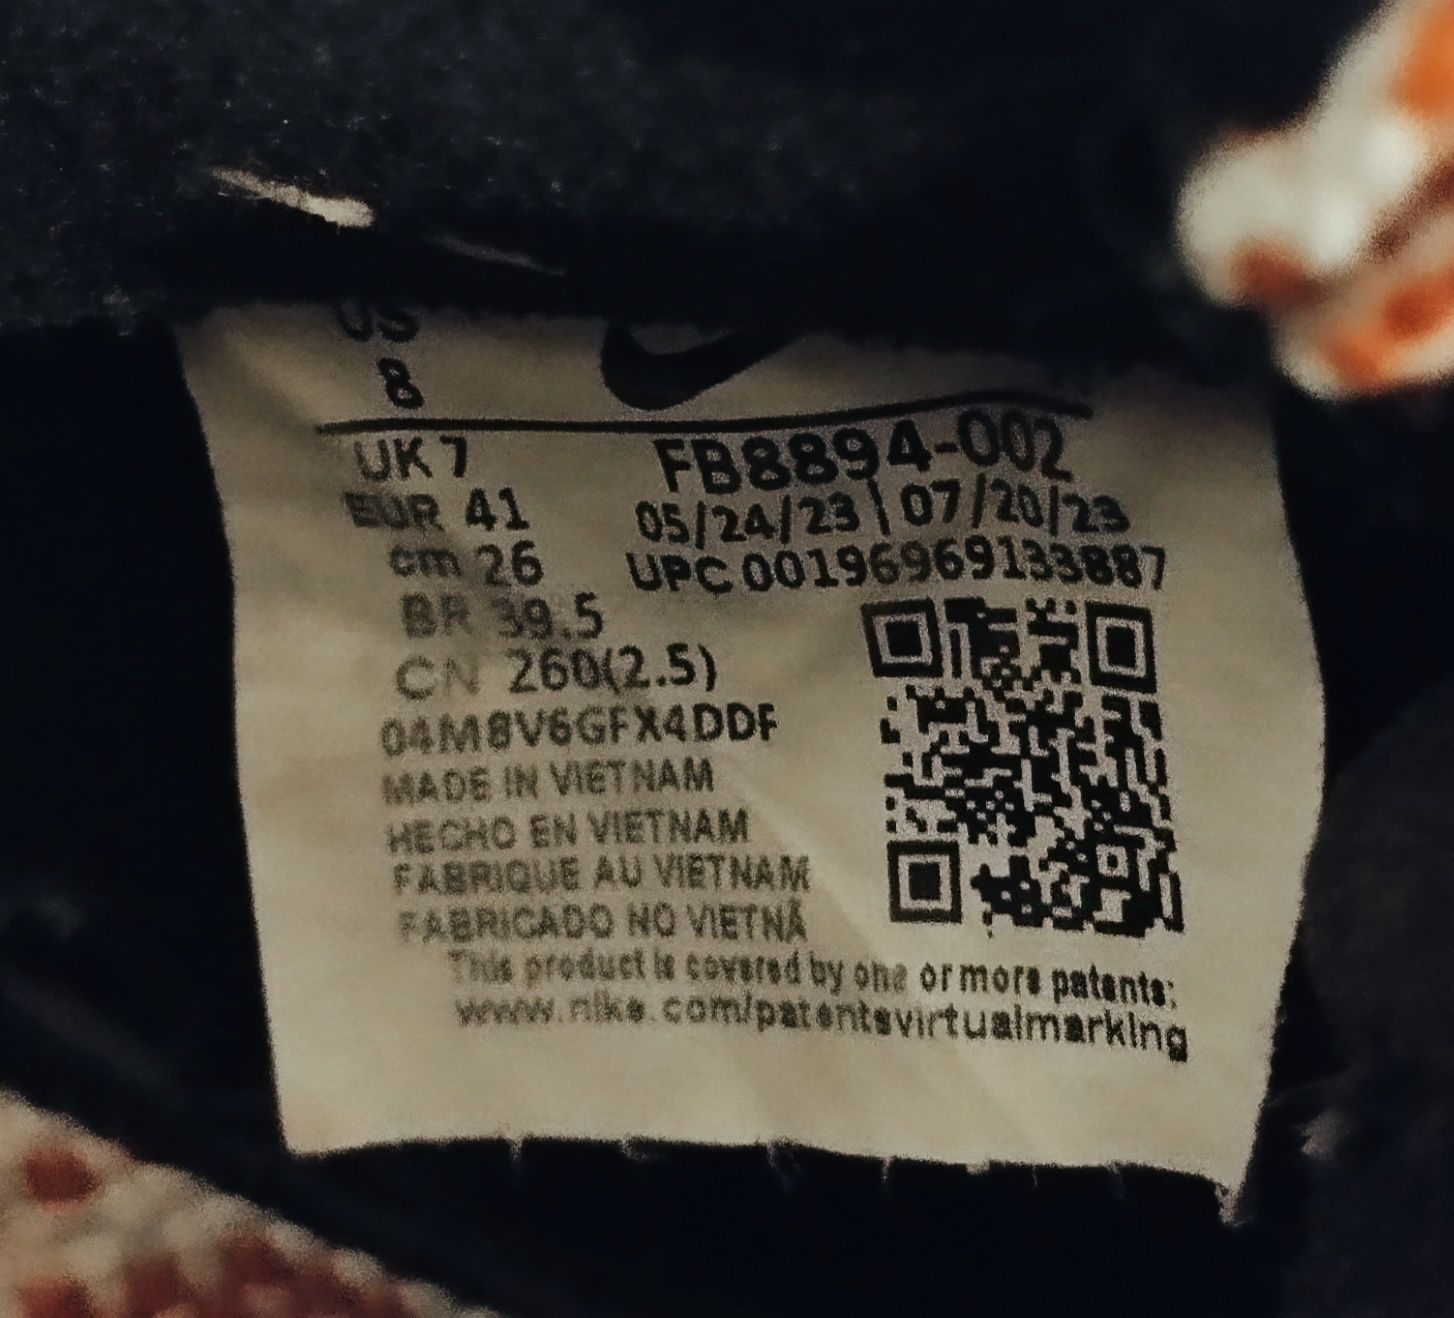 US
8
UK 7
EUR 41
cm 26
BR 39.5
CN 260(2.5)
FB8894-002
05/24/23 \ 07/20/23
UPC 00196969133887
04M8V6GFX4DDF
MADE IN VIETNAM
HECHO EN VIETNAM
FABRIQUE AU VIETNAM
FABRICADO NO VIETNÃ
This product is covered by one or more patents:
www.nike.com/patentsvirtualmarking